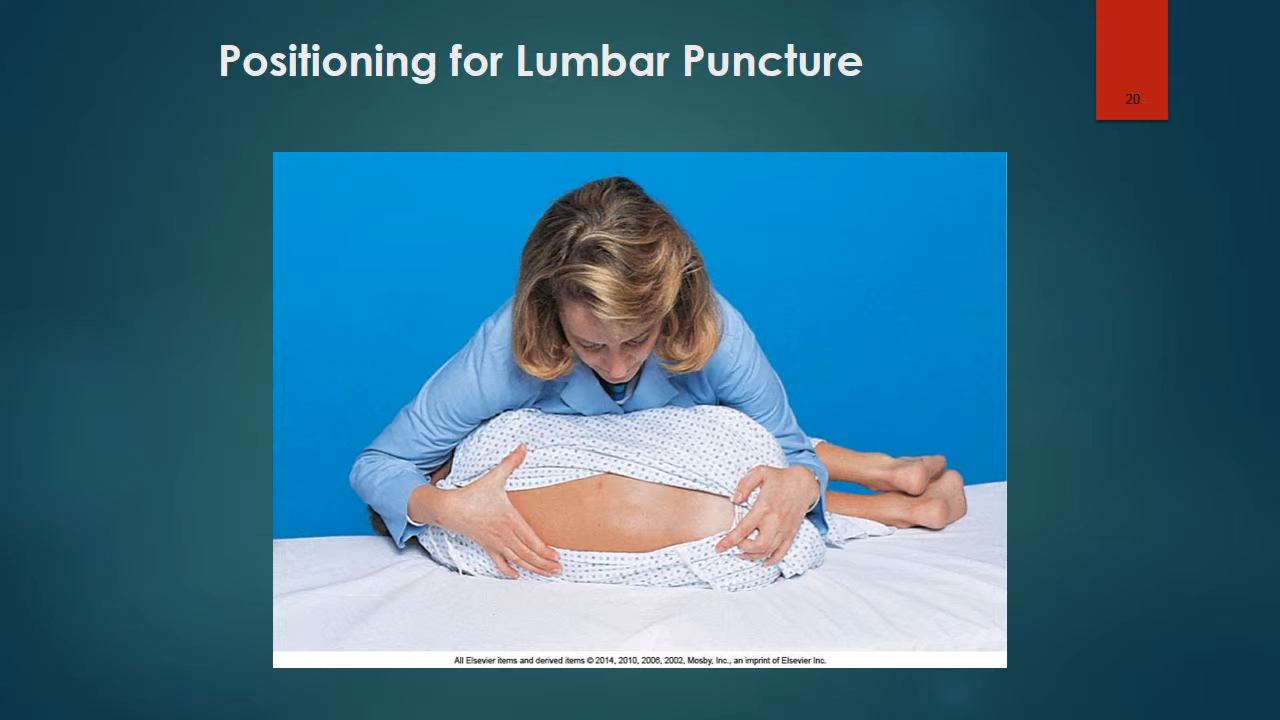 Positioning for Lumbar Puncture
20
All Elsevier items and derived items © 2014, 2010, 2006, 2002, Mosby, Inc., an imprint of Elsevier Inc.